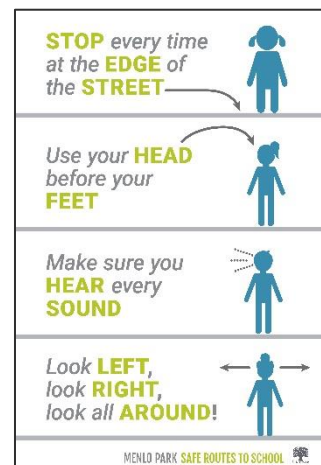 STOP every time
at the EDGE of
the STREET
Use your HEAD
before your
FEET
Make sure you
HEAR every
SOUND
Look LEFT,
look RIGHT,
look all AROUND!
MENLO PARK SAFE ROUTES TO SCHOOL